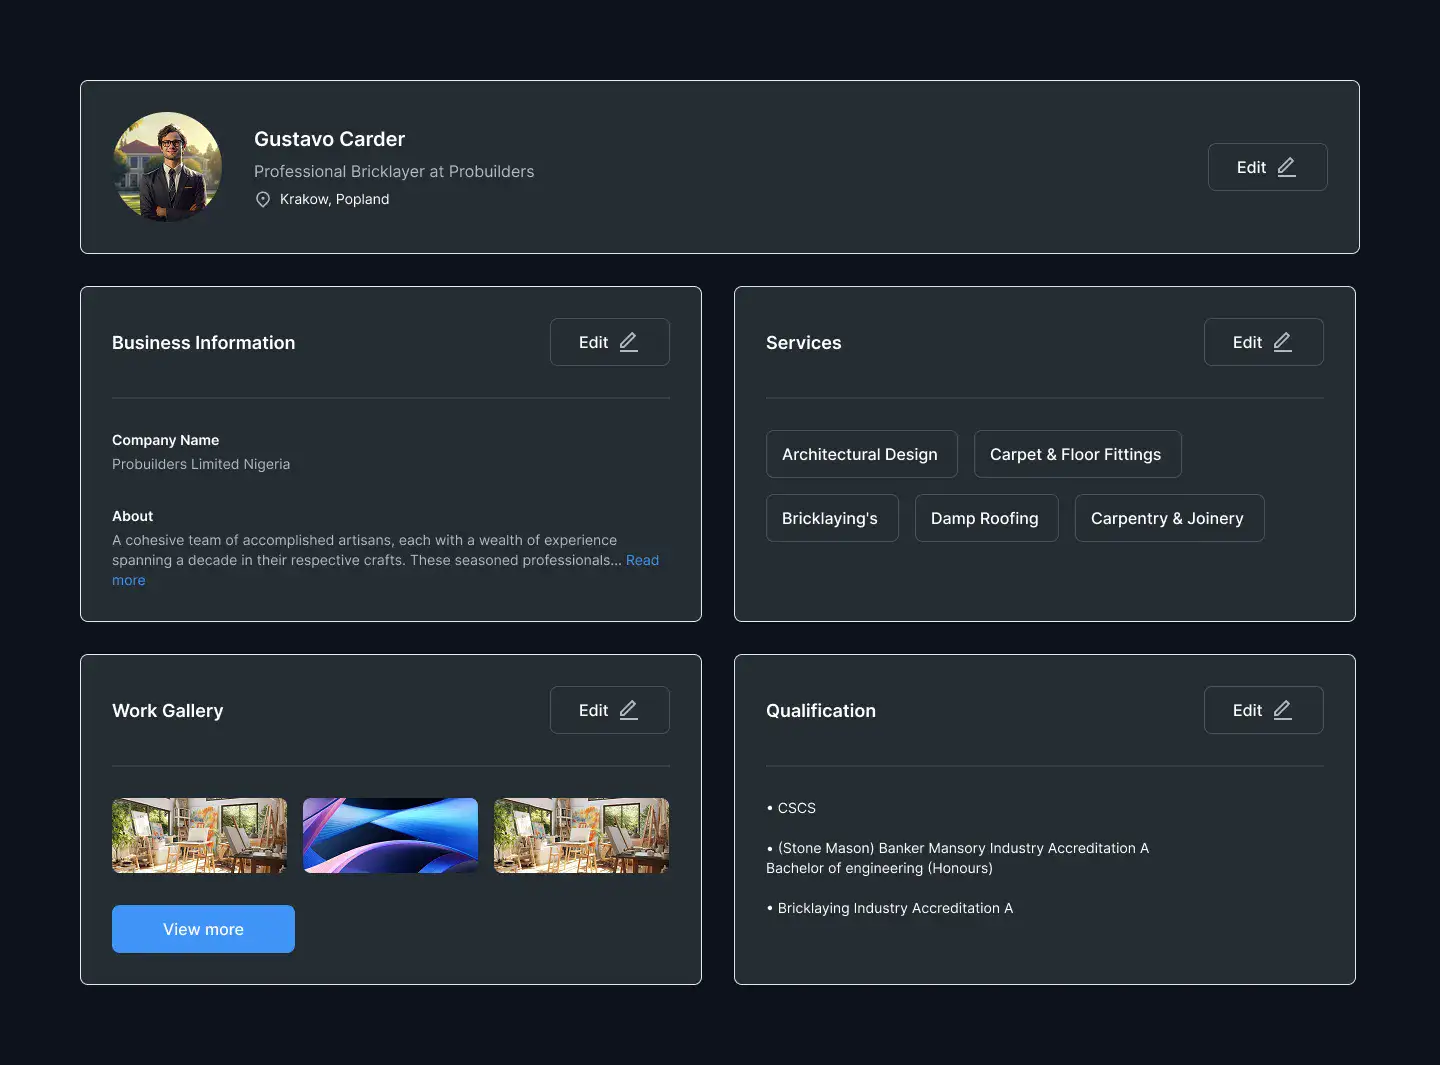 Gustavo Carder
Professional Bricklayer at Probuilders
Krakow, Popland
Edit
Business Information
Edit
Company Name
Probuilders Limited Nigeria
About
A cohesive team of accomplished artisans, each with a wealth of experience
spanning a decade in their respective crafts. These seasoned professionals... Read
more
Services
Edit
Architectural Design
Carpet & Floor Fittings
Bricklaying's
Damp Roofing
Carpentry & Joinery
Work Gallery
Edit
View more
Qualification
Edit
• CSCS
• (Stone Mason) Banker Mansory Industry Accreditation A
Bachelor of engineering (Honours)
• Bricklaying Industry Accreditation A